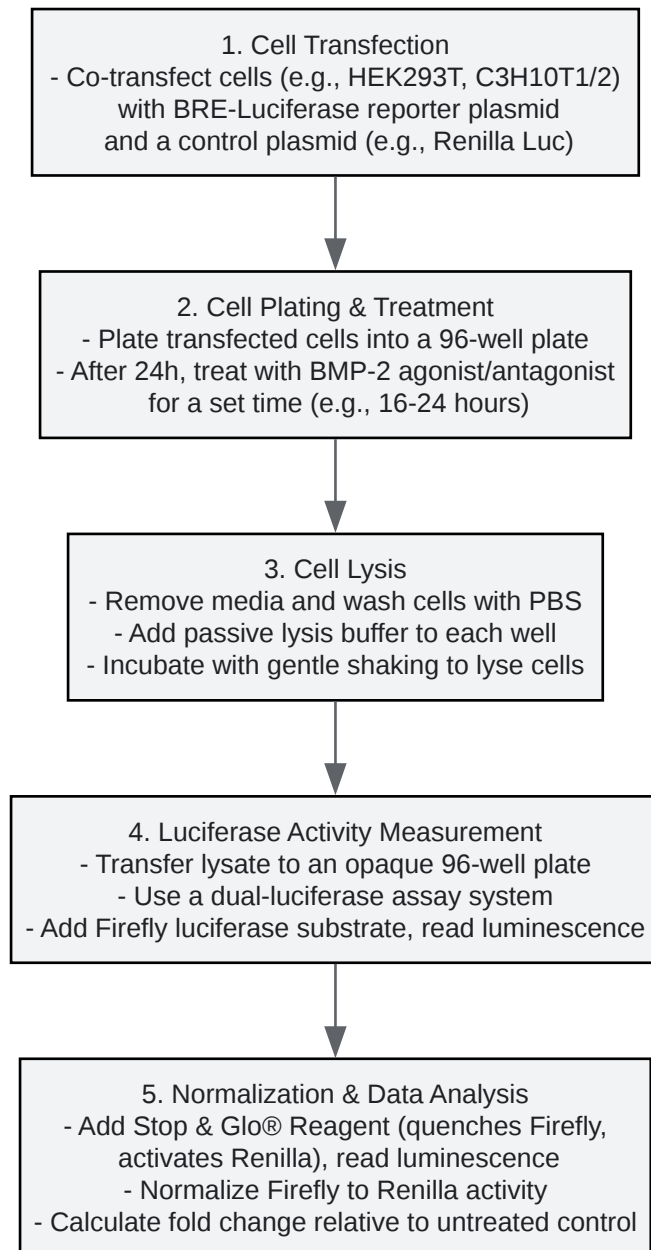 1. Cell Transfection
- Co-transfect cells (e.g., HEK293T, C3H10T1/2)
with BRE-Luciferase reporter plasmid
and a control plasmid (e.g., Renilla Luc)
2. Cell Plating & Treatment
- Plate transfected cells into a 96-well plate
- After 24h, treat with BMP-2 agonist/antagonist
for a set time (e.g., 16-24 hours)
3. Cell Lysis
- Remove media and wash cells with PBS
- Add passive lysis buffer to each well
- Incubate with gentle shaking to lyse cells
4. Luciferase Activity Measurement
- Transfer lysate to an opaque 96-well plate
- Use a dual-luciferase assay system
- Add Firefly luciferase substrate, read luminescence
5. Normalization & Data Analysis
- Add Stop & Glo® Reagent (quenches Firefly,
activates Renilla), read luminescence
- Normalize Firefly to Renilla activity
- Calculate fold change relative to untreated control